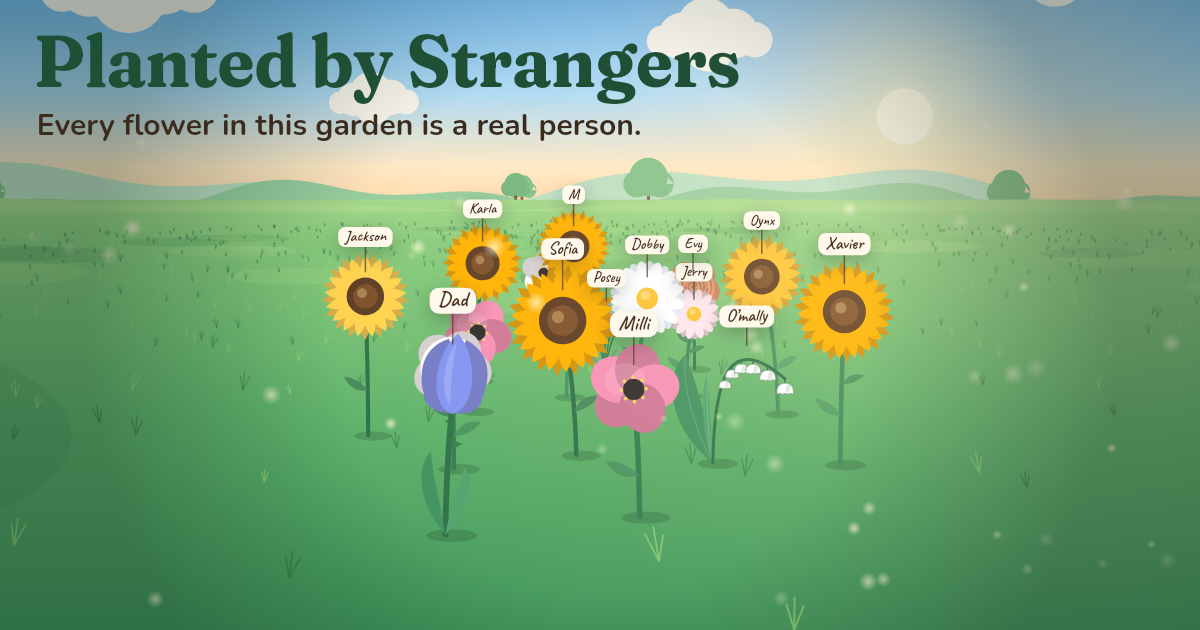 Planted by Strangers
Every flower in this garden is a real person.
M
Karla
Oynx
Jackson
Sofia
Dobby
Evy
Xavier
Posey
Jerry
Dad
Milli
O'mally